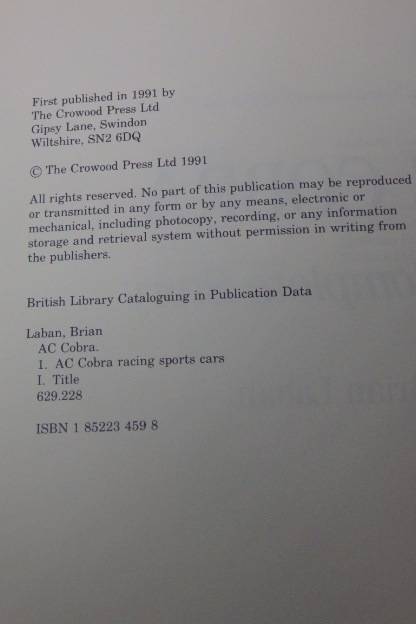 First published in 1991 by
The Crowood Press Ltd
Gipsy Lane, Swindon
Wiltshire, SN2 6DQ
© The Crowood Press Ltd 1991
All rights reserved. No part of this publication may be reproduced
or transmitted in any form or by any means, electronic or
mechanical, including photocopy, recording, or any information
storage and retrieval system without permission in writing from
the publishers.
British Library Cataloguing in Publication Data
Laban, Brian
AC Cobra.
1. AC Cobra racing sports cars
I. Title
629.228
ISBN 1 85223 459 8